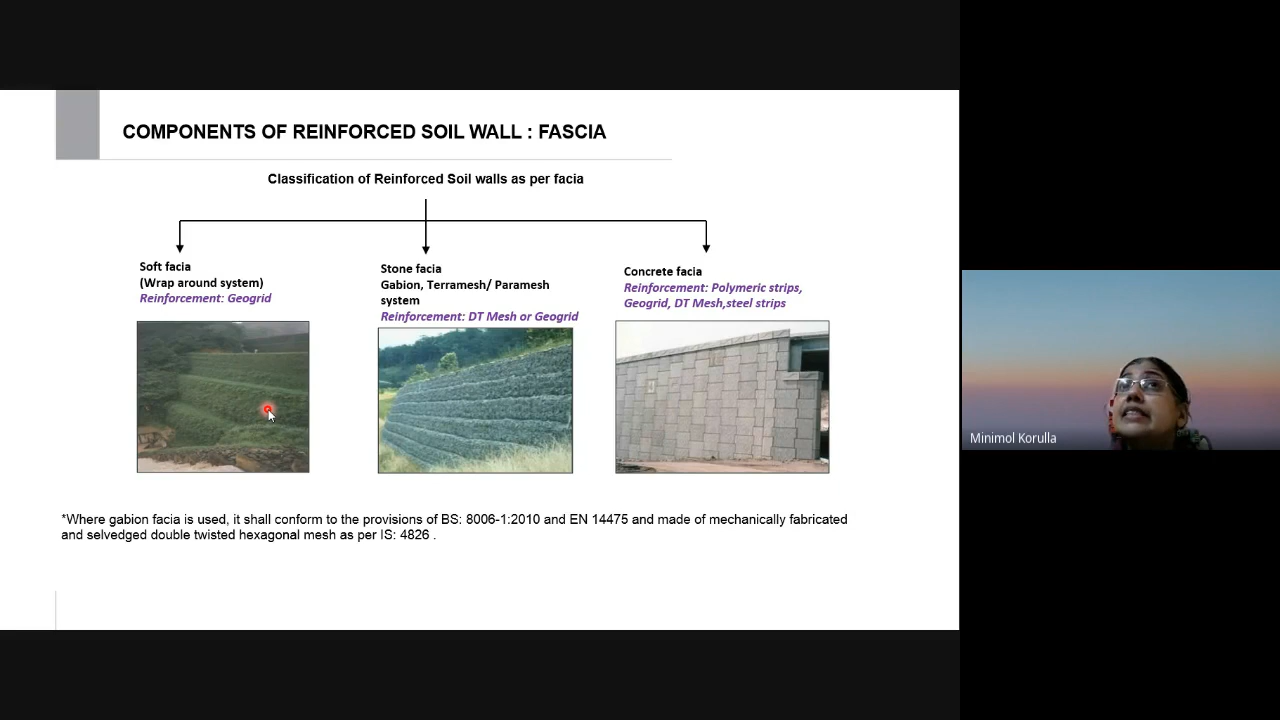 COMPONENTS OF REINFORCED SOIL WALL : FASCIA
Classification of Reinforced Soil walls as per facia
Soft facia
(Wrap around system)
Reinforcement: Geogrid
Stone facia
Gabion, Terramesh/ Paramesh
system
Reinforcement: DT Mesh or Geogrid
Concrete facia
Reinforcement: Polymeric strips,
Geogrid, DT Mesh,steel strips
*Where gabion facia is used, it shall conform to the provisions of BS: 8006-1:2010 and EN 14475 and made of mechanically fabricated
and selvedged double twisted hexagonal mesh as per IS: 4826 .
Minimol Korulla